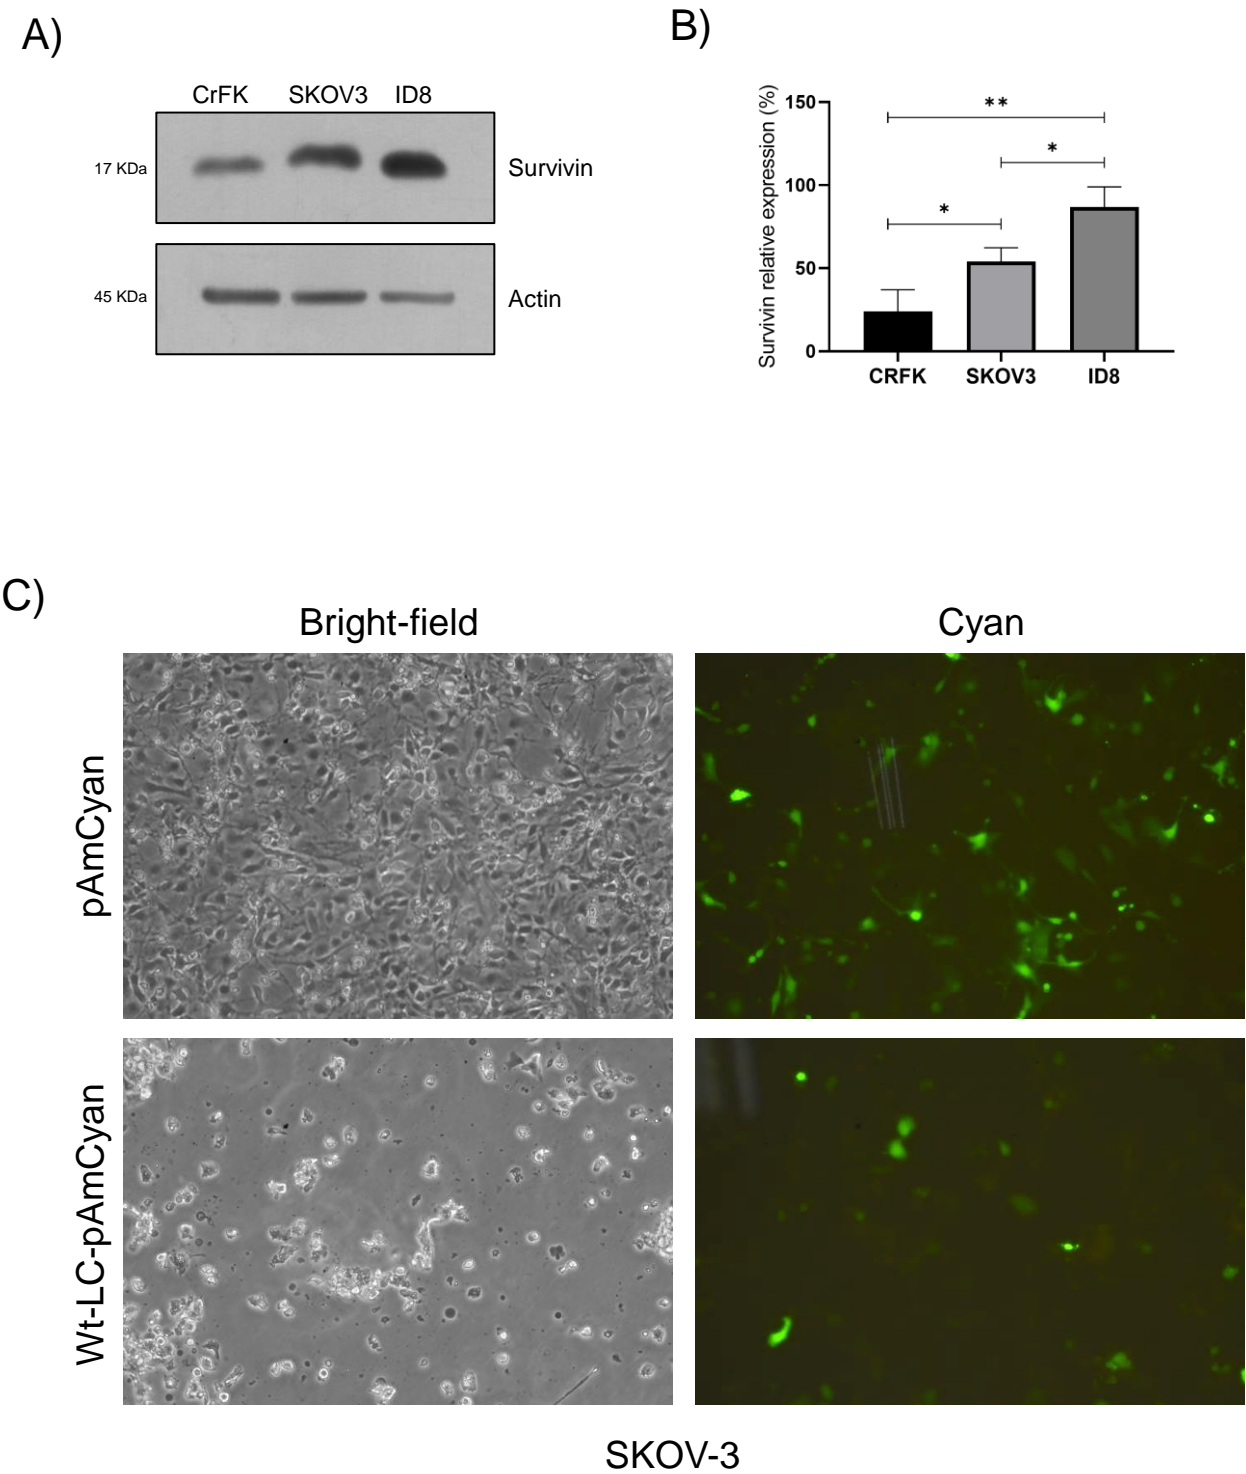 A)
CrFK SKOV3 ID8
17 KDa Survivin
45 KDa Actin
B)
Survivin relative expression (%)
150
100
50
0
**
*
*
CRFK SKOV3 ID8
C)
Bright-field Cyan
pAmCyan
Wt-LC-pAmCyan
SKOV-3